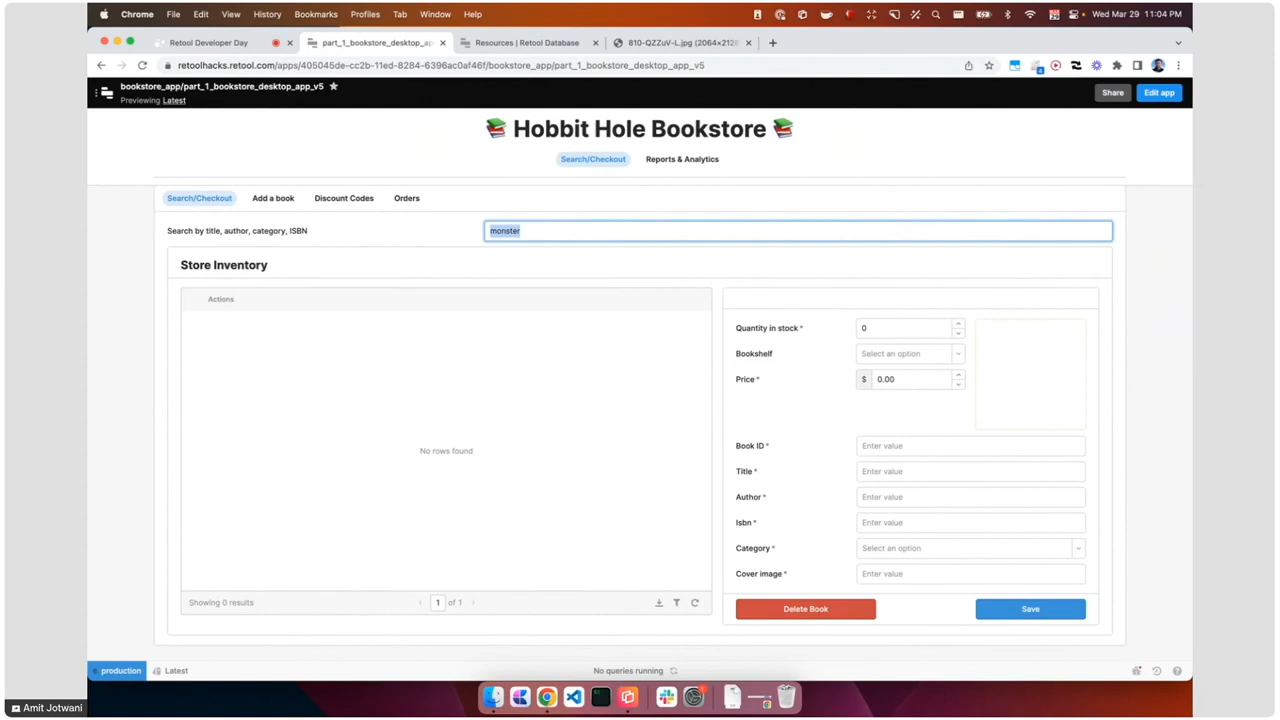 Chrome File Edit View History Bookmarks Profiles Tab Window Help Wed Mar 29 11:04 PM
Retool Developer Day part_1_bookstore_desktop_ap Resources | Retool Database 810-QZZuV-L.jpg (2064×2128
retoolhacks.retool.com/apps/405045de-cc2b-11ed-8284-6396ac0af46f/bookstore_app/part_1_bookstore_desktop_app_v5
bookstore_app/part_1_bookstore_desktop_app_v5
Previewing Latest
Share Edit app
Hobbit Hole Bookstore
Search/Checkout Reports & Analytics
Search/Checkout Add a book Discount Codes Orders
Search by title, author, category, ISBN monster
Store Inventory
Actions
Quantity in stock * 0
Bookshelf Select an option
Price * $ 0.00
No rows found
Book ID * Enter value
Title * Enter value
Author * Enter value
Isbn * Enter value
Category * Select an option
Cover image * Enter value
Showing 0 results 1 of 1
Delete Book Save
production Latest No queries running
Amit Jotwani